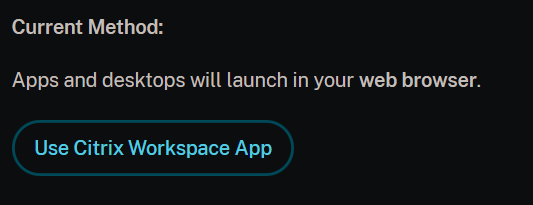 Current Method:
Apps and desktops will launch in your web browser.
Use Citrix Workspace App